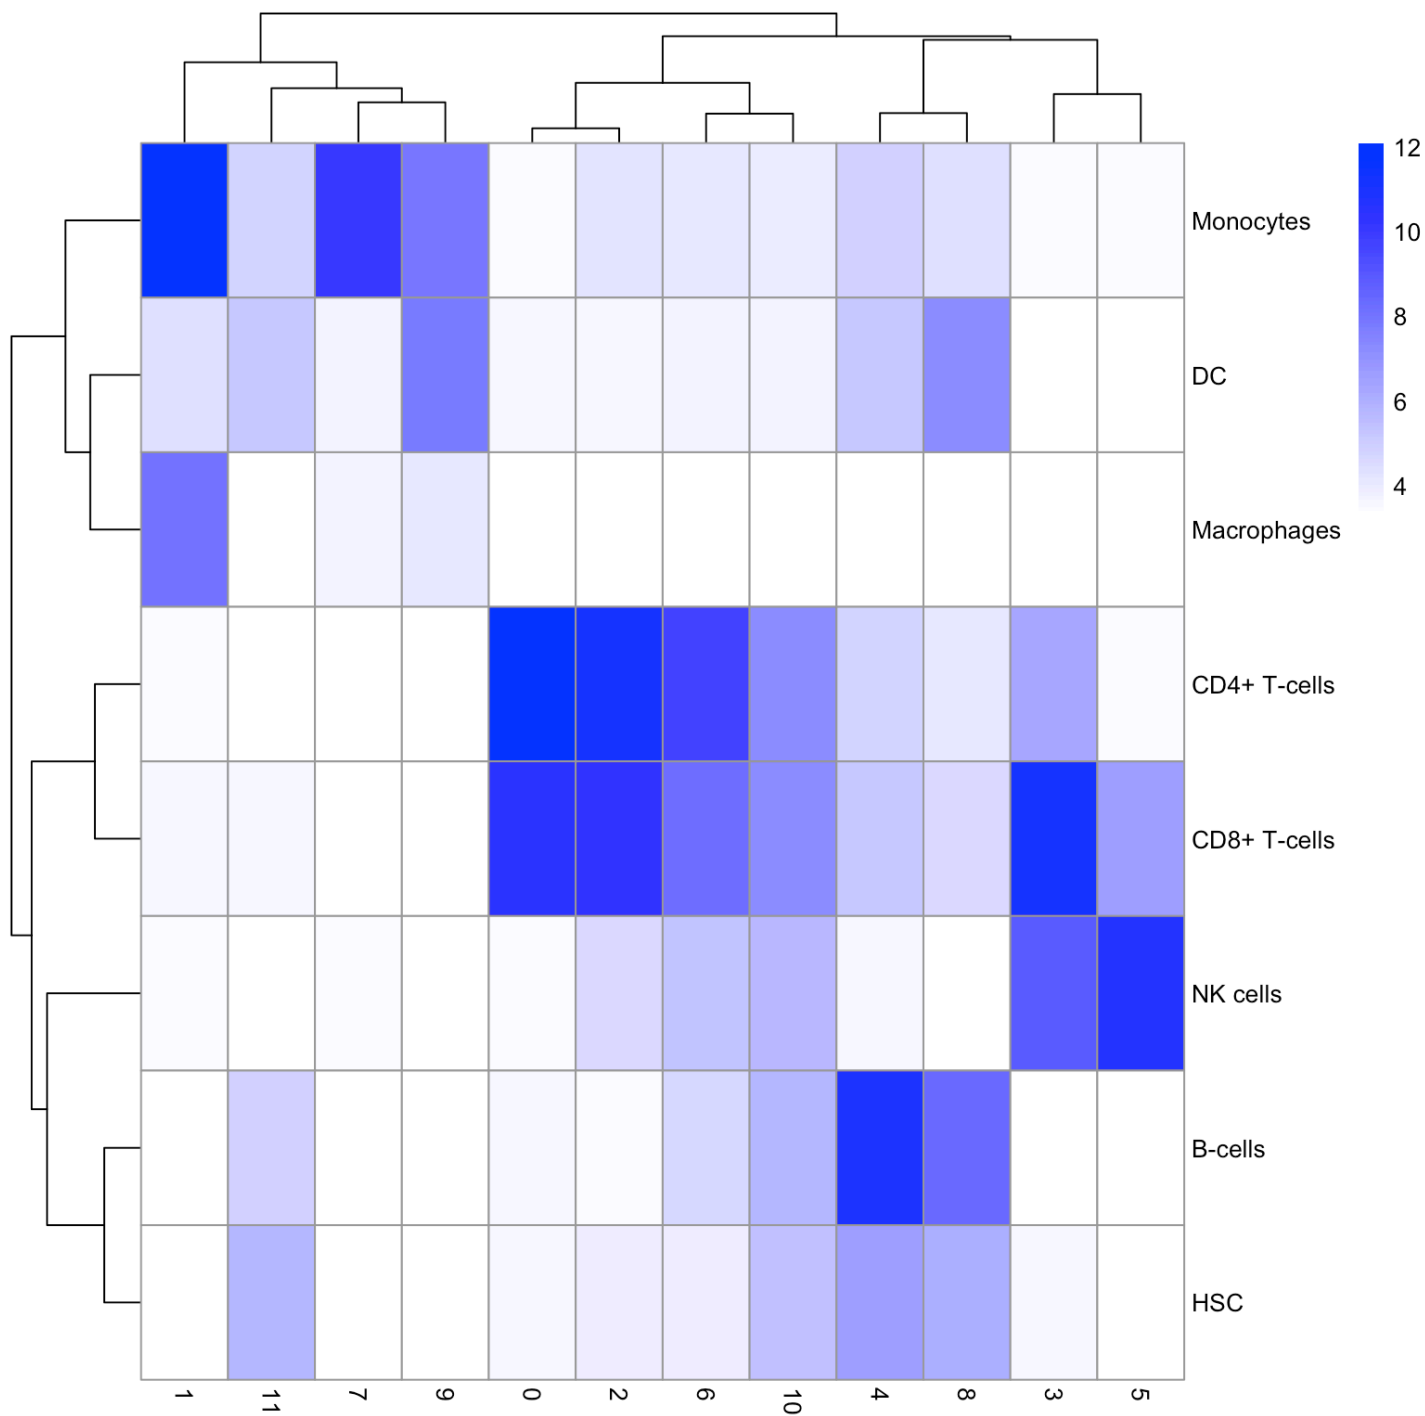 12
Monocytes
10
8
DC
6
4
Macrophages
CD4+ T-cells
CD8+ T-cells
NK cells
B-cells
HSC
1 11 7 9 0 2 6 10 4 8 3 5